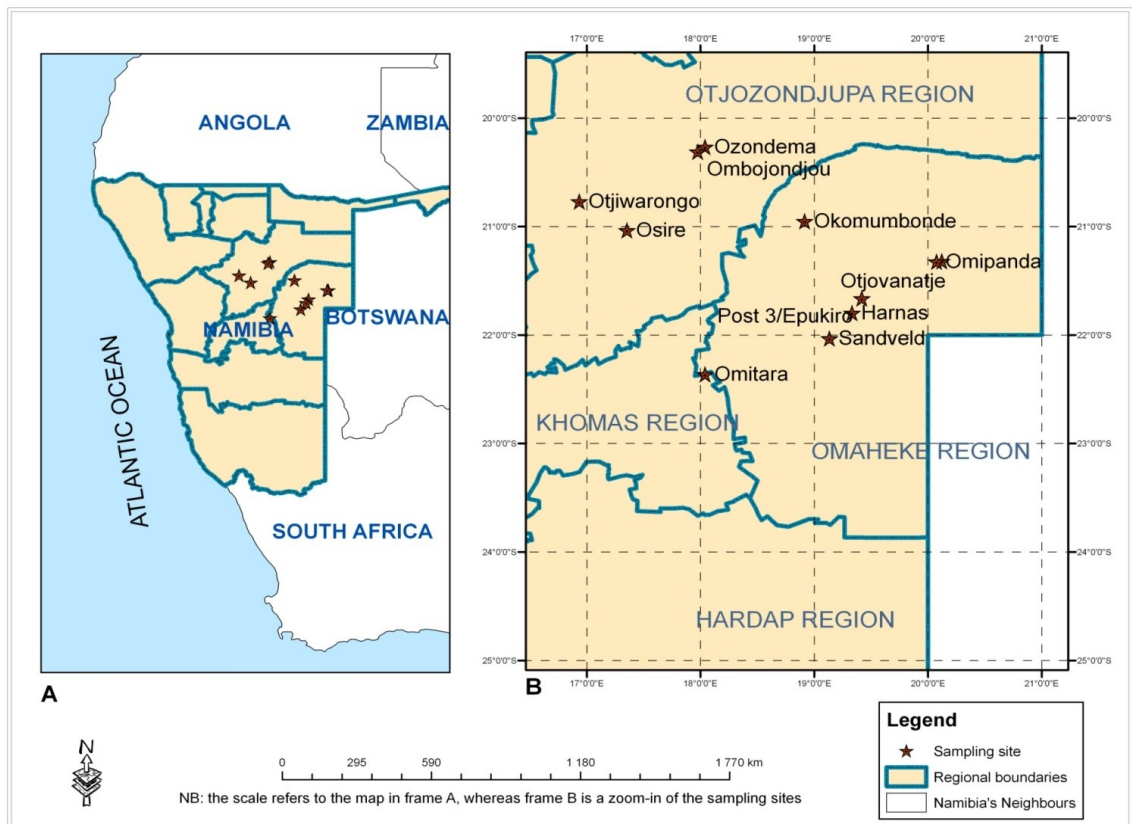 ANGOLA
ZAMBIA
NAMIBIA
BOTSWANA
ATLANTIC OCEAN
SOUTH AFRICA
A
17°0'0"E 18°0'0"E 19°0'0"E 20°0'0"E 21°0'0"E
OTJOZONDJUPA REGION
20°0'0"S 20°0'0"S
Ozondema
Ombojondjou
Otjiwarongo
Okomumbonde
Osire
21°0'0"S 21°0'0"S
Omipanda
Otjovanatje
Post 3/Epukiro Harnas
22°0'0"S 22°0'0"S
Sandveld
Omitara
KHOMAS REGION
23°0'0"S 23°0'0"S
OMAHEKE REGION
24°0'0"S 24°0'0"S
HARDAP REGION
25°0'0"S 25°0'0"S
17°0'0"E 18°0'0"E 19°0'0"E 20°0'0"E 21°0'0"E
B
Legend
Sampling site
Regional boundaries
Namibia's Neighbours
N
0 295 590 1 180 1 770 km
NB: the scale refers to the map in frame A, whereas frame B is a zoom-in of the sampling sites